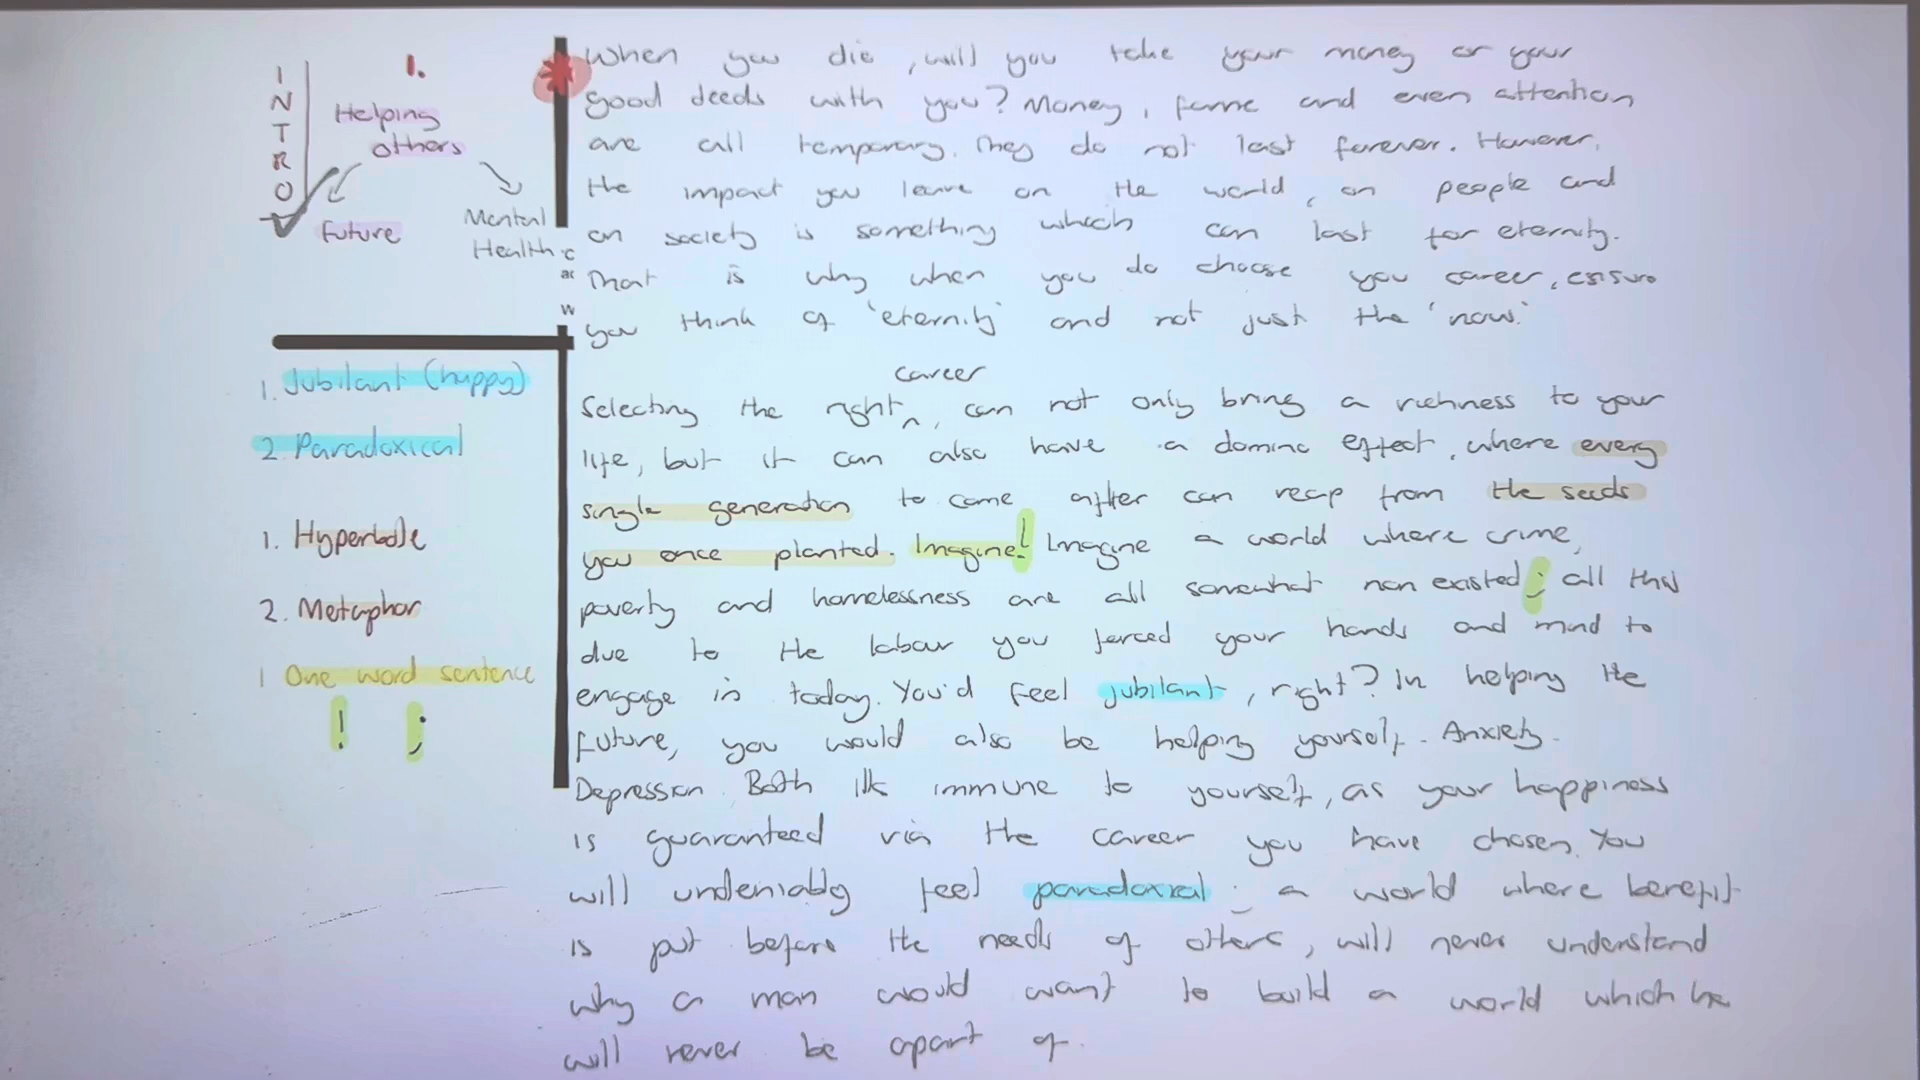 INTRO
1.
Helping
others
Future
Mental
Health
c
ac
w
1. Jubilant (happy)
2. Paradoxical
1. Hyperbole
2. Metaphor
1 One word sentence
! ;
When you die, will you take your money or your
good deeds with you? Money, fame and even attention
are all temporary. They do not last forever. However,
the impact you leave on the world, on people and
on society is something which can last for eternity.
That is why when you do choose you career, ensure
you think of 'eternity' and not just the 'now.'
career
Selecting the right ^, can not only bring a richness to your
life, but it can also have a domino effect, where every
single generation to come after can reap from the seeds
you once planted. Imagine! Imagine a world where crime,
poverty and homelessness are all somewhat non existed; all this
due to the labour you forced your hands and mind to
engage in today. You'd feel jubilant, right? In helping the
future, you would also be helping yourself. Anxiety.
Depression. Both immune to yourself, as your happiness
is guaranteed via the career you have chosen. You
will undeniably feel paradoxical; a world where benefit
is put before the needs of others, will never understand
why a man would want to build a world which he
will never be apart of.